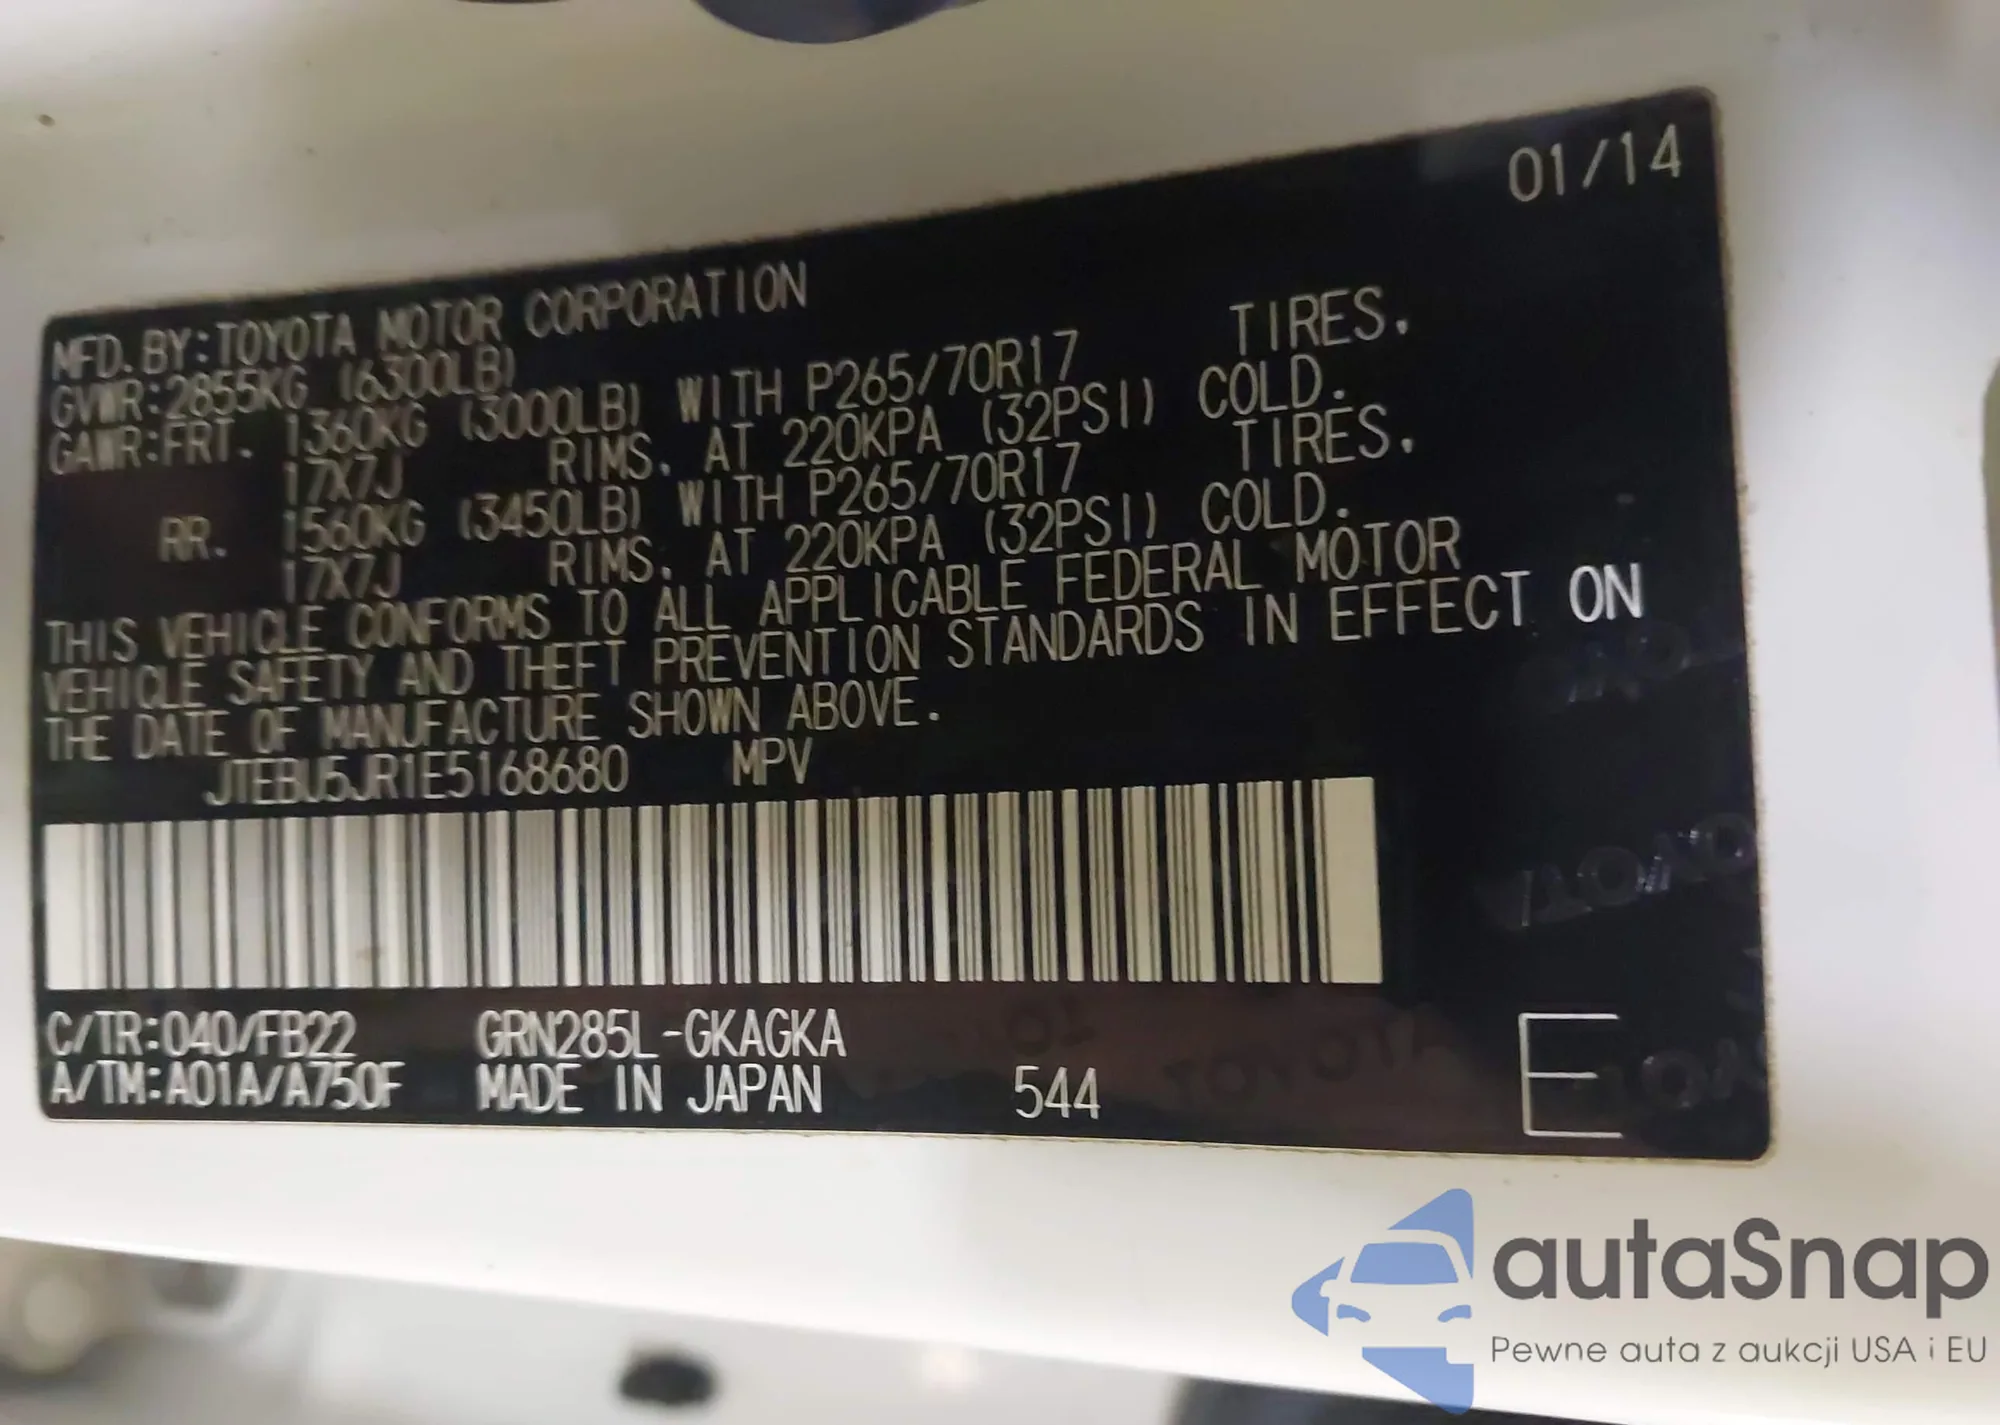 01/14
MFD.BY:TOYOTA MOTOR CORPORATION
GVWR:2855KG (6300LB)
GAWR:FRT. 1360KG (3000LB) WITH P265/70R17 TIRES.
17X7J RIMS. AT 220KPA (32PSI) COLD.
RR. 1560KG (3450LB) WITH P265/70R17 TIRES.
17X7J RIMS. AT 220KPA (32PSI) COLD.
THIS VEHICLE CONFORMS TO ALL APPLICABLE FEDERAL MOTOR
VEHICLE SAFETY AND THEFT PREVENTION STANDARDS IN EFFECT ON
THE DATE OF MANUFACTURE SHOWN ABOVE.
JTEBU5JR1E5168680 MPV
C/TR:040/FB22 GRN285L-GKAGKA
A/TM:A01A/A750F MADE IN JAPAN 544 E
TOYOTA
autaSnap
Pewne auta z aukcji USA i EU